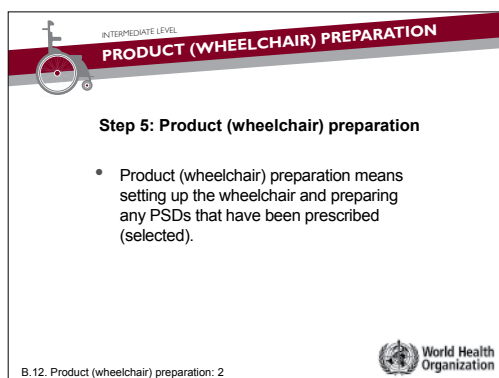 INTERMEDIATE LEVEL
PRODUCT (WHEELCHAIR) PREPARATION
Step 5: Product (wheelchair) preparation
• Product (wheelchair) preparation means
setting up the wheelchair and preparing
any PSDs that have been prescribed
(selected).
World Health
Organization
B.12. Product (wheelchair) preparation: 2